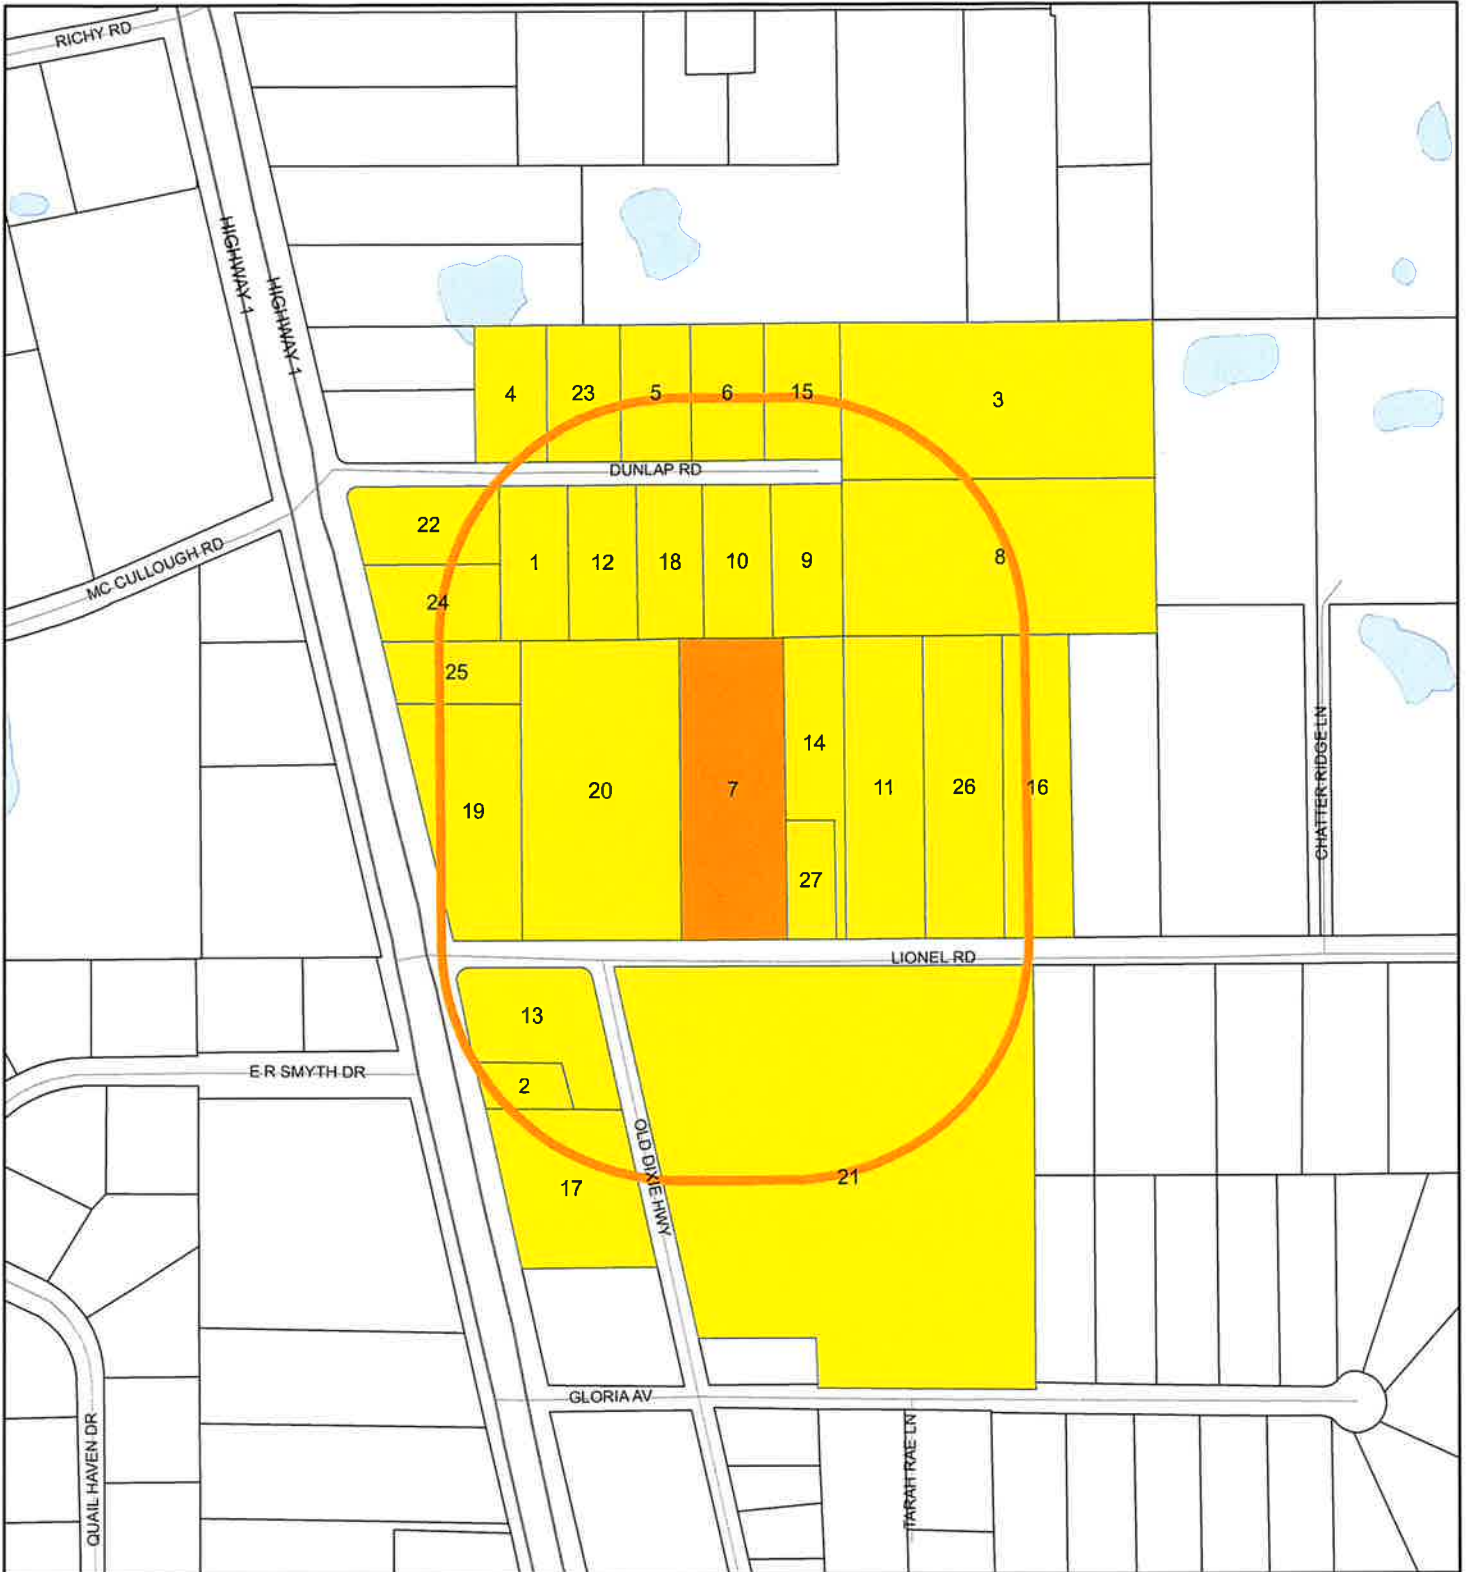 RICHY RD
HIGHWAY 1
HIGHWAY 1
4
23
5
6
15
3
DUNLAP RD
22
1
12
18
10
9
8
MC CULLOUGH RD
24
25
14
20
7
11
26
16
19
27
CHATTER RIDGE LN
LIONEL RD
13
E R SMYTH DR
2
OLD DIXIE HWY
17
21
GLORIA AV
QUAIL HAVEN DR
TARAH RAE LN